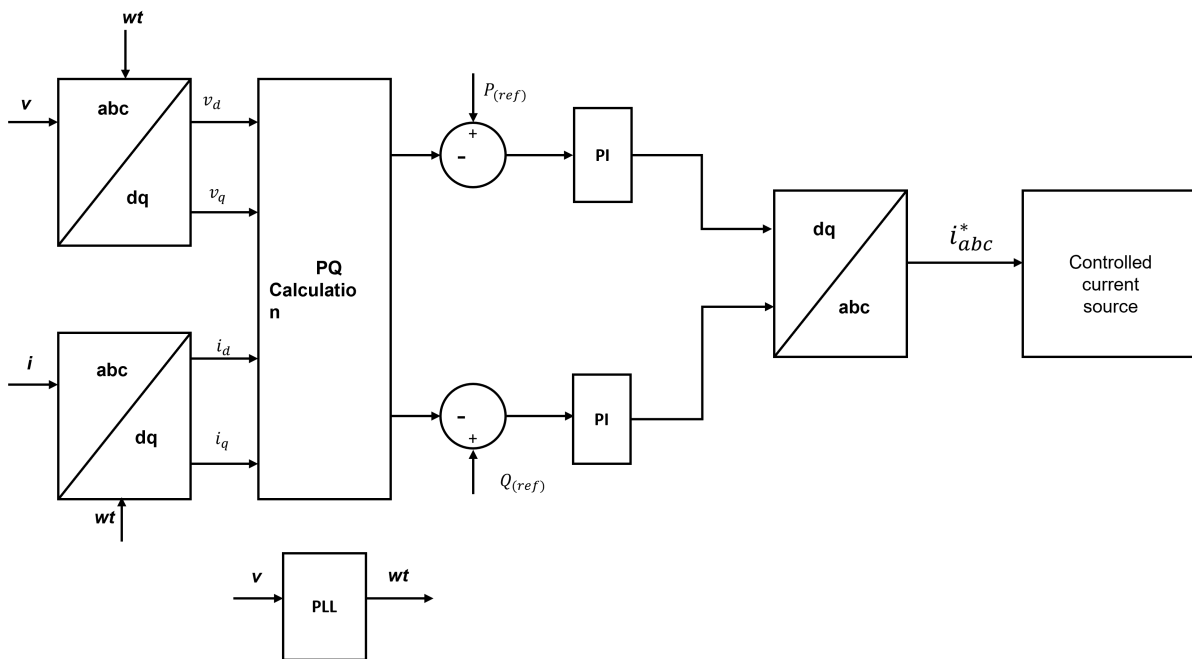 wt
v
abc
dq
v_d
v_q
PQ
Calculatio
n
P_(ref)
+
-
PI
dq
abc
i*_abc
Controlled
current
source
i
abc
dq
i_d
i_q
wt
-
+
Q_(ref)
PI
v
PLL
wt